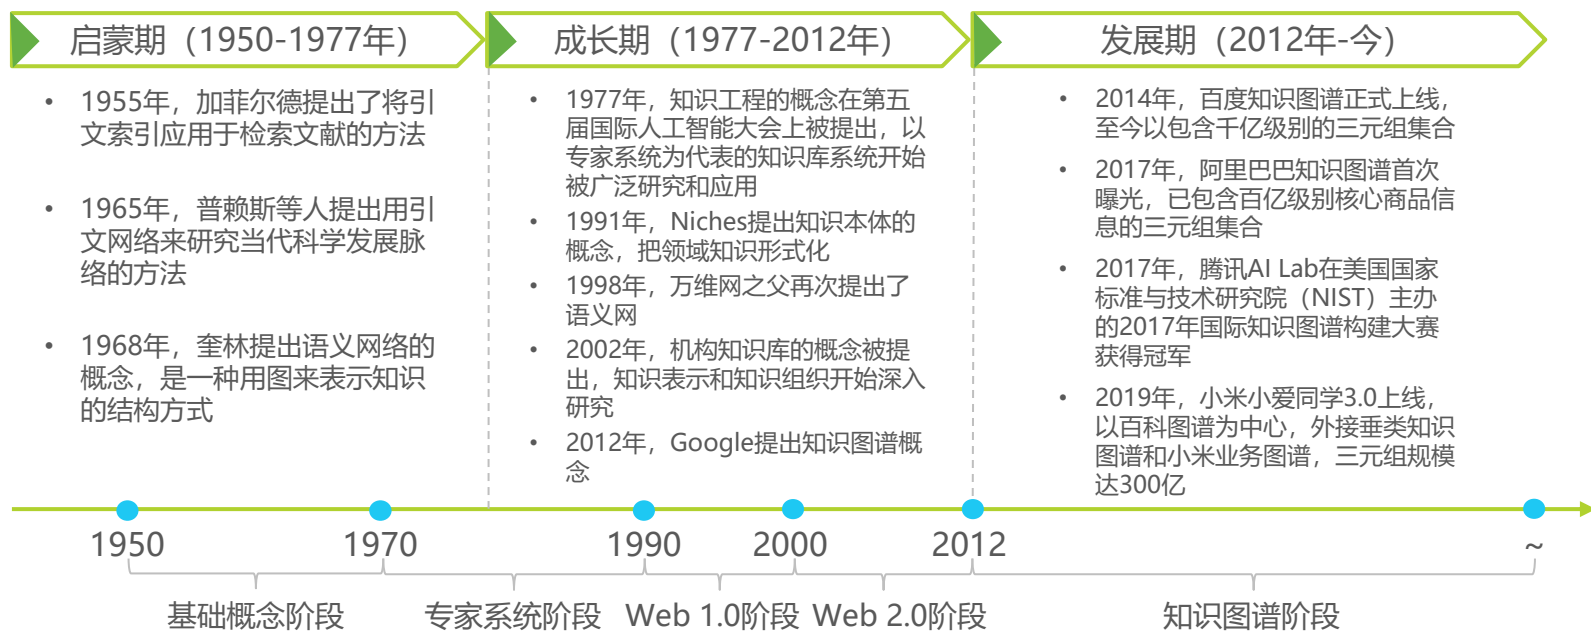 启蒙期（1950-1977年）
• 1955年，加菲尔德提出了将引
文索引应用于检索文献的方法
• 1965年，普赖斯等人提出用引
文网络来研究当代科学发展脉
络的方法
• 1968年，奎林提出语义网络的
概念，是一种用图来表示知识
的结构方式
成长期（1977-2012年）
• 1977年，知识工程的概念在第五
届国际人工智能大会上被提出，以
专家系统为代表的知识库系统开始
被广泛研究和应用
• 1991年，Niches提出知识本体的
概念，把领域知识形式化
• 1998年，万维网之父再次提出了
语义网
• 2002年，机构知识库的概念被提
出，知识表示和知识组织开始深入
研究
• 2012年，Google提出知识图谱概
念
发展期（2012年-今）
• 2014年，百度知识图谱正式上线，
至今以包含千亿级别的三元组集合
• 2017年，阿里巴巴知识图谱首次
曝光，已包含百亿级别核心商品信
息的三元组集合
• 2017年，腾讯AI Lab在美国国家
标准与技术研究院（NIST）主办
的2017年国际知识图谱构建大赛
获得冠军
• 2019年，小米小爱同学3.0上线，
以百科图谱为中心，外接垂类知识
图谱和小米业务图谱，三元组规模
达300亿
1950
1970
1990
2000
2012
~
基础概念阶段
专家系统阶段
Web 1.0阶段
Web 2.0阶段
知识图谱阶段